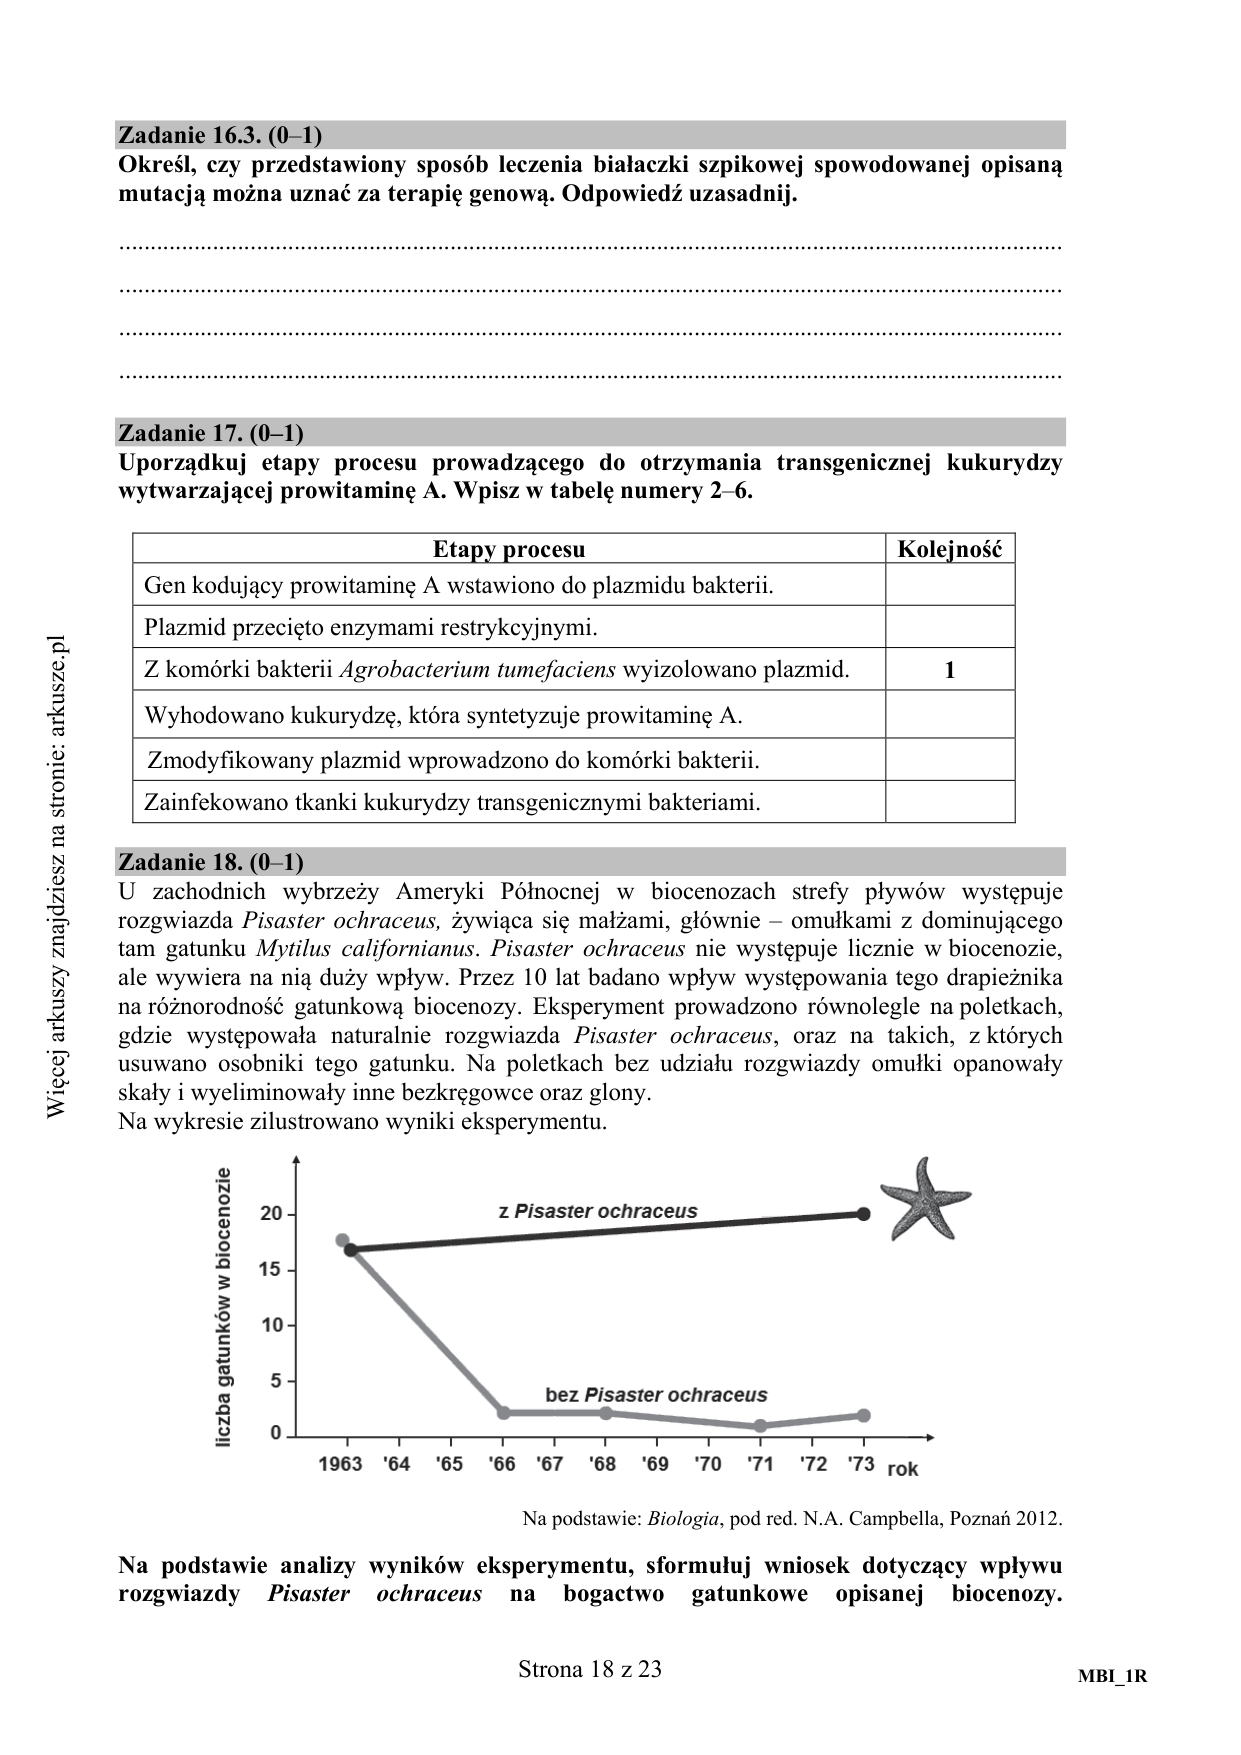 Zadanie 16.3. (0–1)
Określ, czy przedstawiony sposób leczenia białaczki szpikowej spowodowanej opisaną
mutacją można uznać za terapię genową. Odpowiedź uzasadnij.
Zadanie 17. (0–1)
Uporządkuj etapy procesu prowadzącego do otrzymania transgenicznej kukurydzy
wytwarzającej prowitaminę A. Wpisz w tabelę numery 2–6.
Etapy procesu Kolejność
Gen kodujący prowitaminę A wstawiono do plazmidu bakterii.
Plazmid przecięto enzymami restrykcyjnymi.
Z komórki bakterii Agrobacterium tumefaciens wyizolowano plazmid. 1
Wyhodowano kukurydzę, która syntetyzuje prowitaminę A.
Zmodyfikowany plazmid wprowadzono do komórki bakterii.
Zainfekowano tkanki kukurydzy transgenicznymi bakteriami.
Zadanie 18. (0–1)
U zachodnich wybrzeży Ameryki Północnej w biocenozach strefy pływów występuje
rozgwiazda Pisaster ochraceus, żywiąca się małżami, głównie – omułkami z dominującego
tam gatunku Mytilus californianus. Pisaster ochraceus nie występuje licznie w biocenozie,
ale wywiera na nią duży wpływ. Przez 10 lat badano wpływ występowania tego drapieżnika
na różnorodność gatunkową biocenozy. Eksperyment prowadzono równolegle na poletkach,
gdzie występowała naturalnie rozgwiazda Pisaster ochraceus, oraz na takich, z których
usuwano osobniki tego gatunku. Na poletkach bez udziału rozgwiazdy omułki opanowały
skały i wyeliminowały inne bezkręgowce oraz glony.
Na wykresie zilustrowano wyniki eksperymentu.
liczba gatunków w biocenozie
20
15
10
5
0
z Pisaster ochraceus
bez Pisaster ochraceus
1963 '64 '65 '66 '67 '68 '69 '70 '71 '72 '73 rok
Na podstawie: Biologia, pod red. N.A. Campbella, Poznań 2012.
Na podstawie analizy wyników eksperymentu, sformułuj wniosek dotyczący wpływu
rozgwiazdy Pisaster ochraceus na bogactwo gatunkowe opisanej biocenozy.
Strona 18 z 23
MBI_1R
Więcej arkuszy znajdziesz na stronie: arkusze.pl